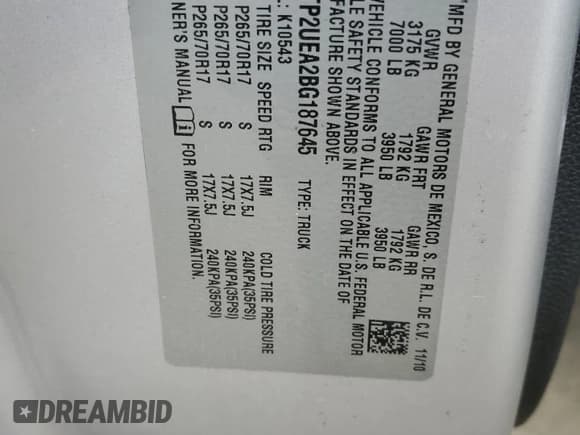 MFD BY GENERAL MOTORS DE MEXICO, S. DE R.L. DE C.V. 11/10
GVWR GAWR FRT GAWR RR
3175 KG 1792 KG 1792 KG
7000 LB 3950 LB 3950 LB
VEHICLE CONFORMS TO ALL APPLICABLE U.S. FEDERAL MOTOR
LE SAFETY STANDARDS IN EFFECT ON THE DATE OF
FACTURE SHOWN ABOVE.
TP2UEA2BG187645 TYPE: TRUCK
.: K10543
TIRE SIZE SPEED RTG RIM COLD TIRE PRESSURE
P265/70R17 S 17X7.5J 240KPA(35PSI)
P265/70R17 S 17X7.5J 240KPA(35PSI)
P265/70R17 S 17X7.5J 240KPA(35PSI)
NER'S MANUAL
DREAMBID